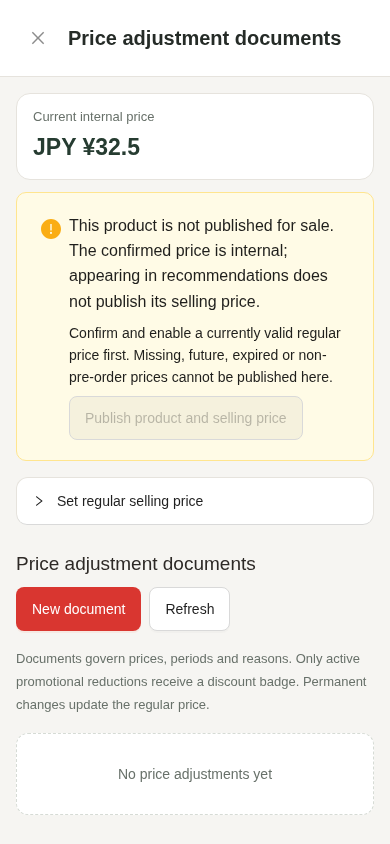 Price adjustment documents
Current internal price
JPY ¥32.5
This product is not published for sale.
The confirmed price is internal;
appearing in recommendations does
not publish its selling price.
Confirm and enable a currently valid regular
price first. Missing, future, expired or non-
pre-order prices cannot be published here.
Publish product and selling price
Set regular selling price
Price adjustment documents
New document
Refresh
Documents govern prices, periods and reasons. Only active
promotional reductions receive a discount badge. Permanent
changes update the regular price.
No price adjustments yet